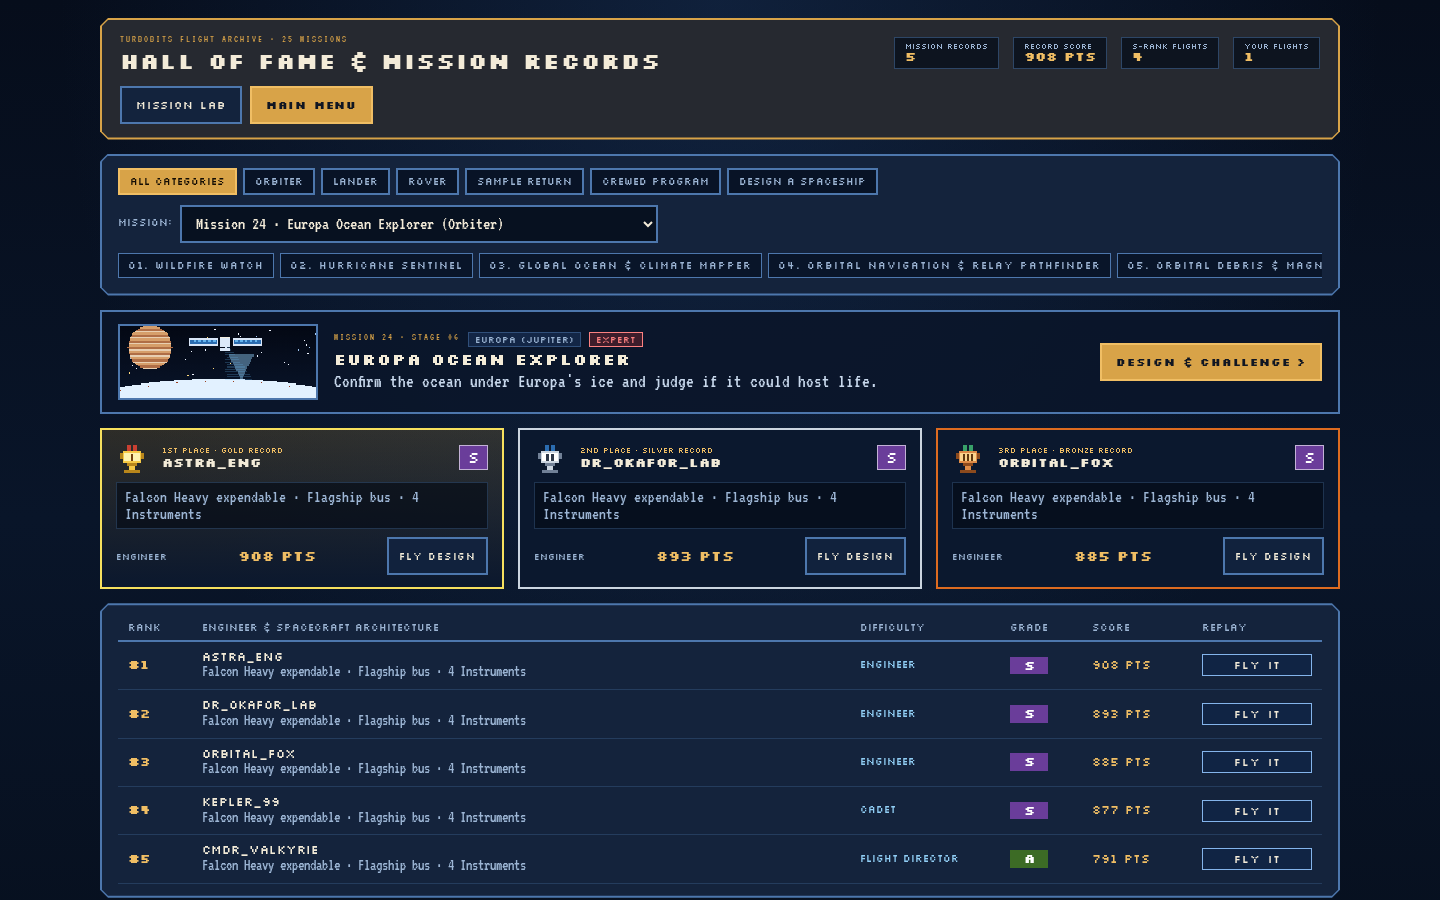 TURBOBITS FLIGHT ARCHIVE · 25 MISSIONS
HALL OF FAME & MISSION RECORDS
MISSION RECORDS
5
RECORD SCORE
908 PTS
S-RANK FLIGHTS
4
YOUR FLIGHTS
1
MISSION LAB
MAIN MENU
ALL CATEGORIES
ORBITER
LANDER
ROVER
SAMPLE RETURN
CREWED PROGRAM
DESIGN A SPACESHIP
MISSION:
Mission 24 · Europa Ocean Explorer (Orbiter)
01. WILDFIRE WATCH
02. HURRICANE SENTINEL
03. GLOBAL OCEAN & CLIMATE MAPPER
04. ORBITAL NAVIGATION & RELAY PATHFINDER
05. ORBITAL DEBRIS & MAGN
MISSION 24 · STAGE 06
EUROPA (JUPITER)
EXPERT
EUROPA OCEAN EXPLORER
Confirm the ocean under Europa's ice and judge if it could host life.
DESIGN & CHALLENGE >
1ST PLACE · GOLD RECORD
ASTRA_ENG
S
Falcon Heavy expendable · Flagship bus · 4
Instruments
ENGINEER
908 PTS
FLY DESIGN
2ND PLACE · SILVER RECORD
DR_OKAFOR_LAB
S
Falcon Heavy expendable · Flagship bus · 4
Instruments
ENGINEER
893 PTS
FLY DESIGN
3RD PLACE · BRONZE RECORD
ORBITAL_FOX
S
Falcon Heavy expendable · Flagship bus · 4
Instruments
ENGINEER
885 PTS
FLY DESIGN
RANK ENGINEER & SPACECRAFT ARCHITECTURE DIFFICULTY GRADE SCORE REPLAY
#1 ASTRA_ENG ENGINEER S 908 PTS FLY IT
Falcon Heavy expendable · Flagship bus · 4 Instruments
#2 DR_OKAFOR_LAB ENGINEER S 893 PTS FLY IT
Falcon Heavy expendable · Flagship bus · 4 Instruments
#3 ORBITAL_FOX ENGINEER S 885 PTS FLY IT
Falcon Heavy expendable · Flagship bus · 4 Instruments
#4 KEPLER_99 CADET S 877 PTS FLY IT
Falcon Heavy expendable · Flagship bus · 4 Instruments
#5 CMDR_VALKYRIE FLIGHT DIRECTOR A 791 PTS FLY IT
Falcon Heavy expendable · Flagship bus · 4 Instruments